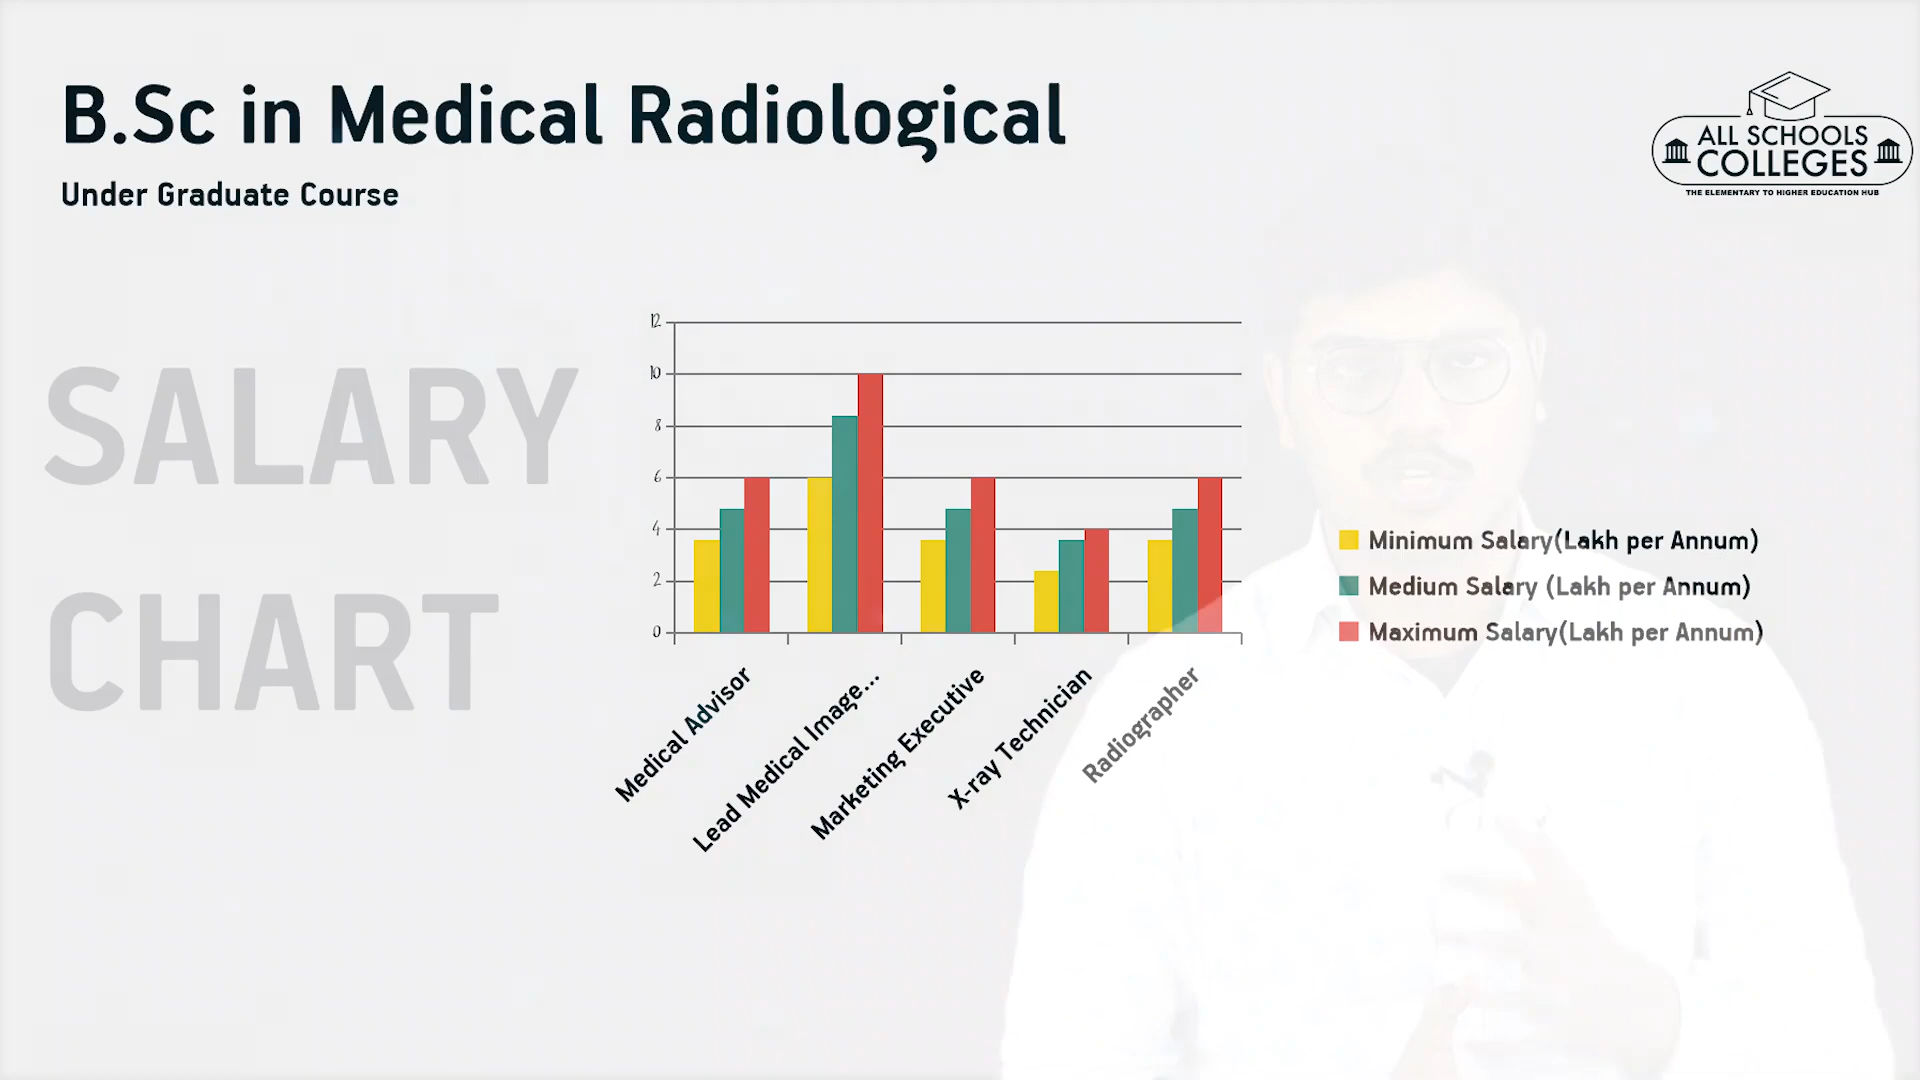 B.Sc in Medical Radiological
Under Graduate Course
ALL SCHOOLS
COLLEGES
THE ELEMENTARY TO HIGHER EDUCATION HUB
SALARY
CHART
12
10
8
6
4
2
0
Medical Advisor
Lead Medical Image...
Marketing Executive
X-ray Technician
Radiographer
Minimum Salary(Lakh per Annum)
Medium Salary (Lakh per Annum)
Maximum Salary(Lakh per Annum)